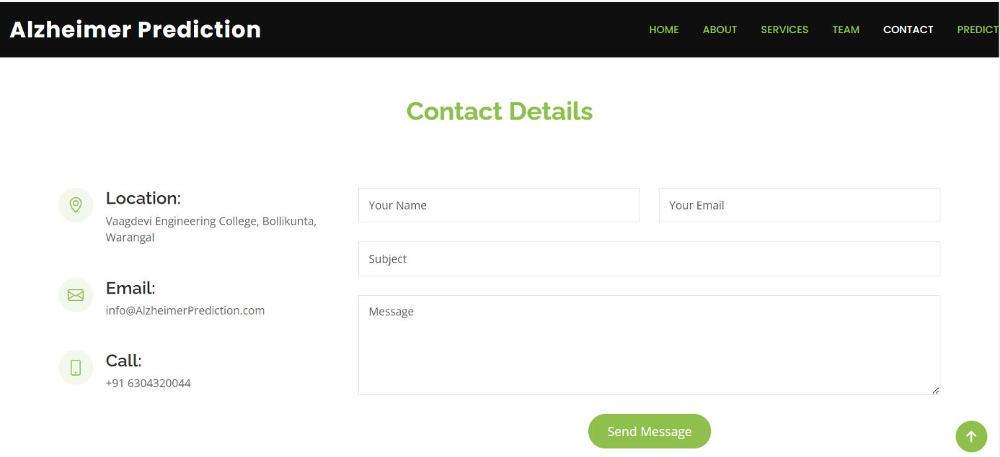 Alzheimer Prediction
HOME ABOUT SERVICES TEAM CONTACT PREDICT
Contact Details
Location:
Vaagdevi Engineering College, Bollikunta,
Warangal
Email:
info@AlzheimerPrediction.com
Call:
+91 6304320044
Your Name
Your Email
Subject
Message
Send Message